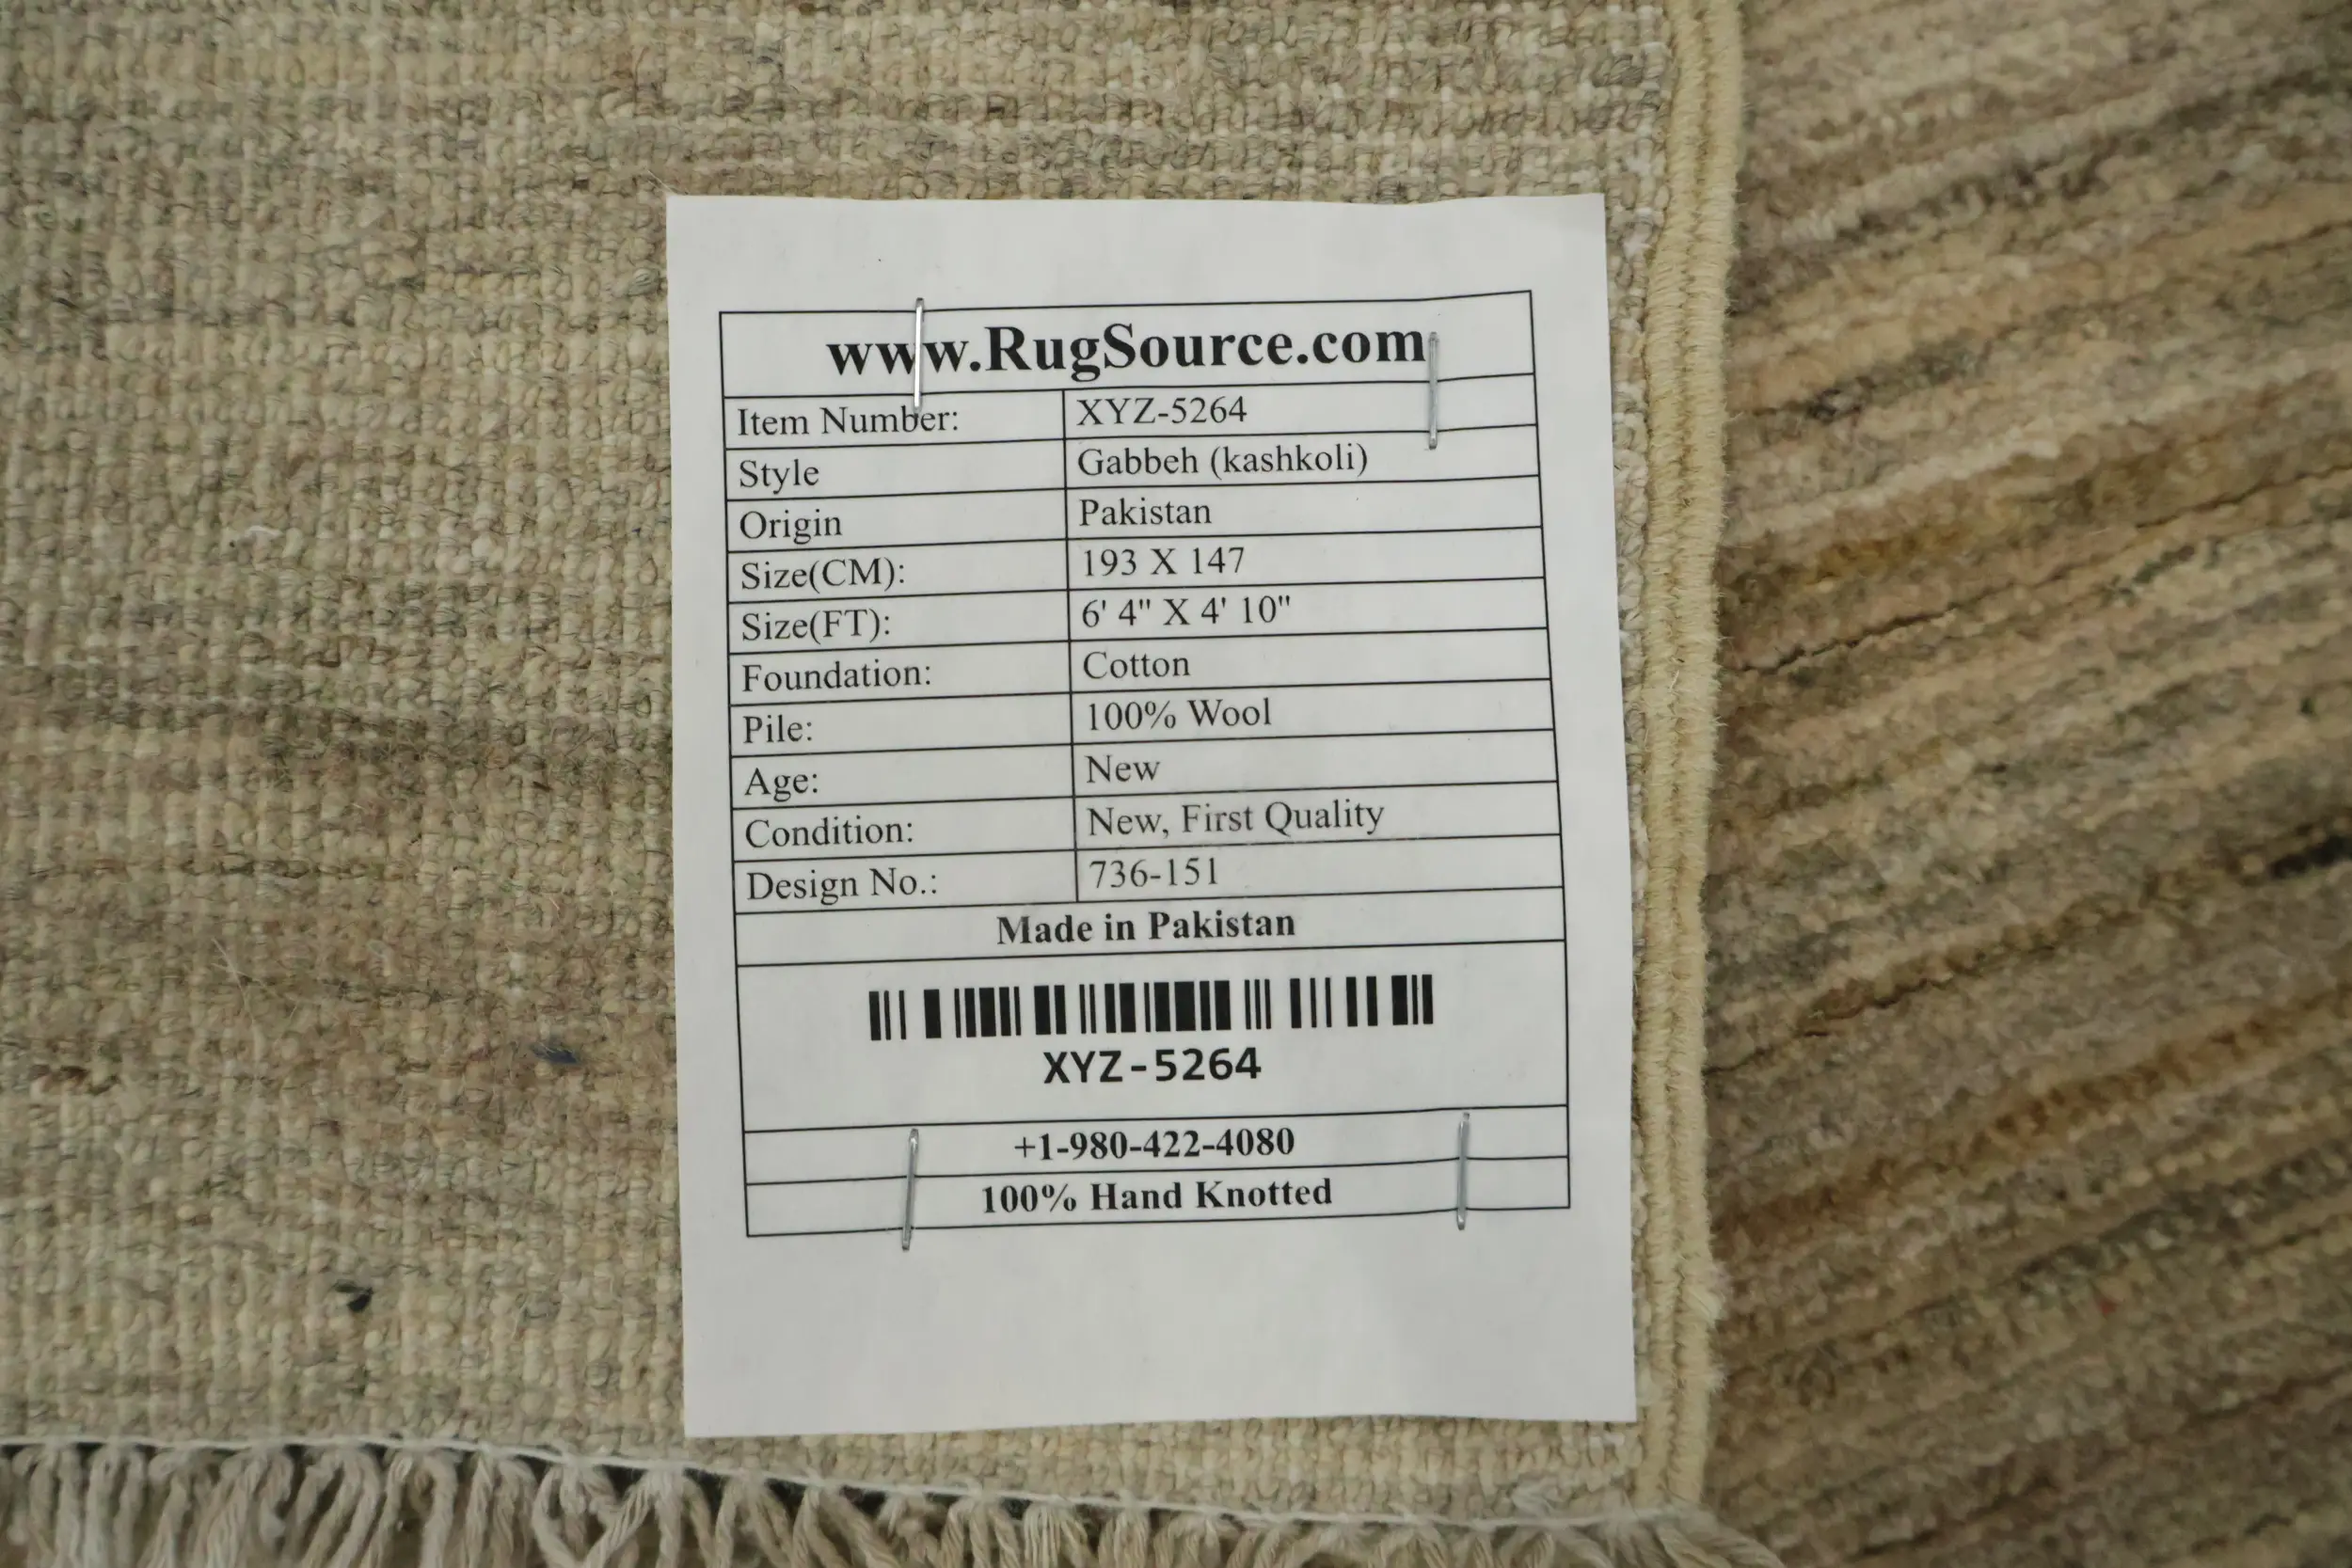 www.RugSource.com
Item Number: XYZ-5264
Style Gabbeh (kashkoli)
Origin Pakistan
Size(CM): 193 X 147
Size(FT): 6' 4" X 4' 10"
Foundation: Cotton
Pile: 100% Wool
Age: New
Condition: New, First Quality
Design No.: 736-151
Made in Pakistan
XYZ-5264
+1-980-422-4080
100% Hand Knotted